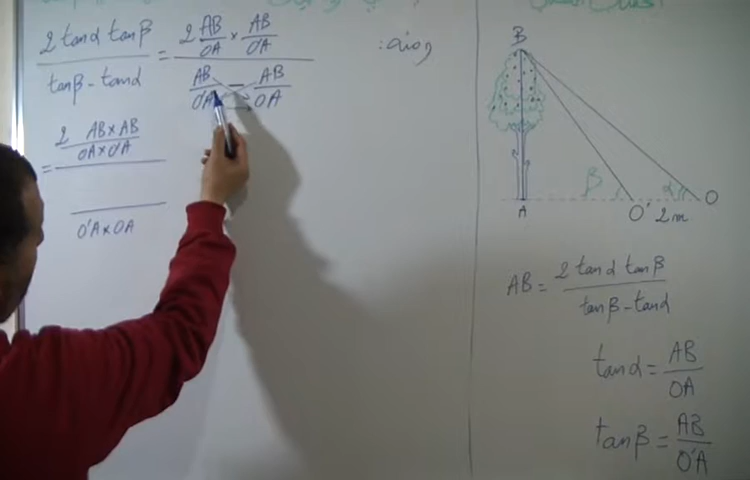 ومنه:
2 tanα tanβ / tanβ - tanα = 2 AB/OA × AB/O'A / AB/O'A - AB/OA
= 2 AB×AB / OA×O'A
O'A×OA
B
β
α
A
O'
2m
O
AB = 2 tanα tanβ / tanβ - tanα
tanα = AB/OA
tanβ = AB/O'A